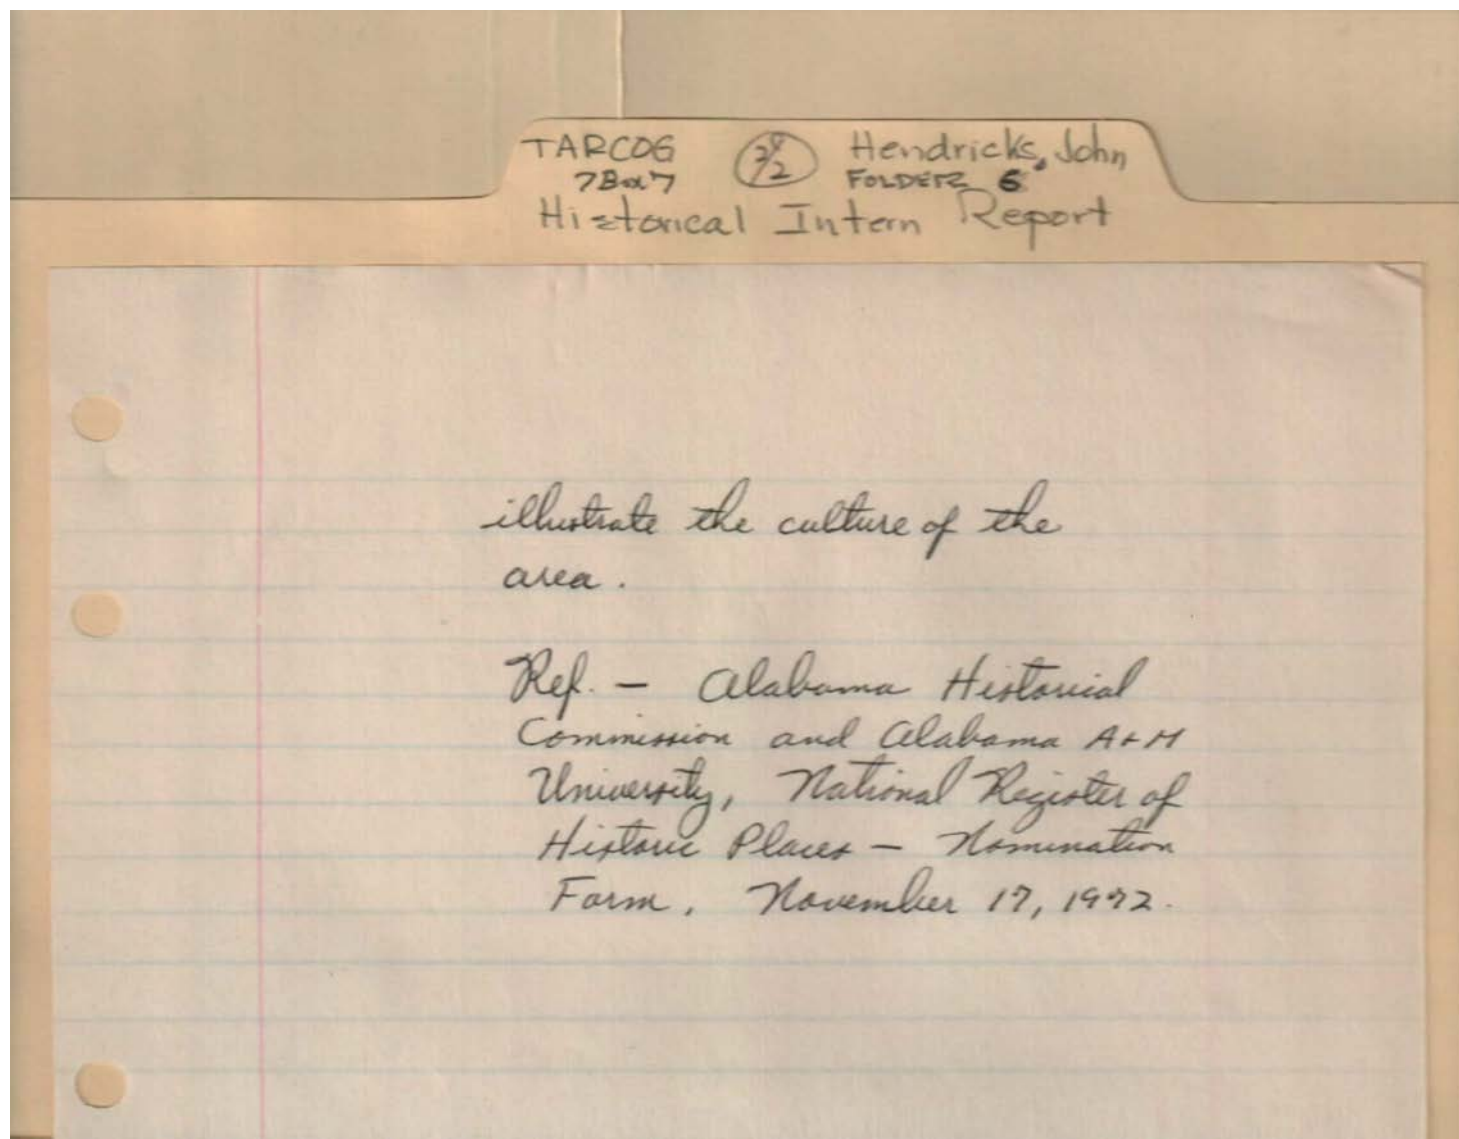 TARCOG Hendricks, John
7Box7 FOLDER 6
Historical Intern Report
illustrate the culture of the
area.
Ref. — Alabama Historical
Commission and Alabama A+M
University, National Register of
Historic Places — Nomination
Form, November 17, 1972.